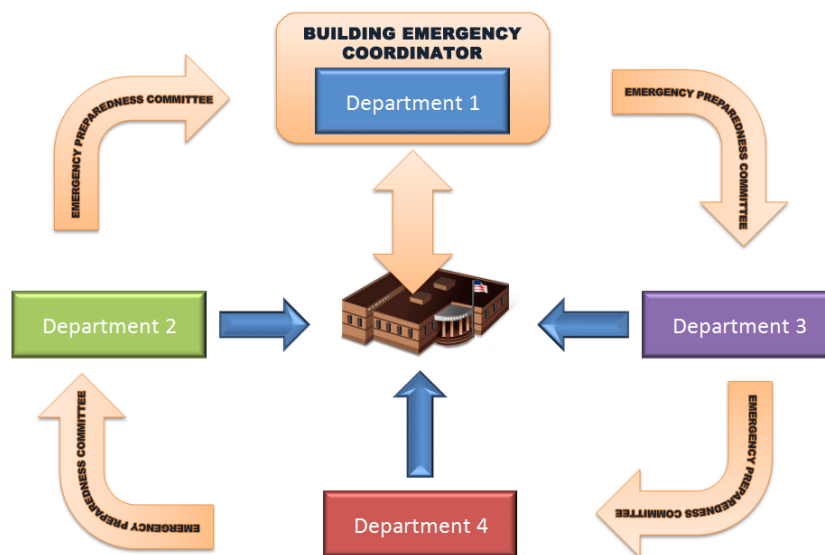 BUILDING EMERGENCY
COORDINATOR
Department 1
EMERGENCY PREPAREDNESS COMMITTEE
EMERGENCY PREPAREDNESS COMMITTEE
Department 2
Department 3
EMERGENCY PREPAREDNESS COMMITTEE
EMERGENCY PREPAREDNESS COMMITTEE
Department 4